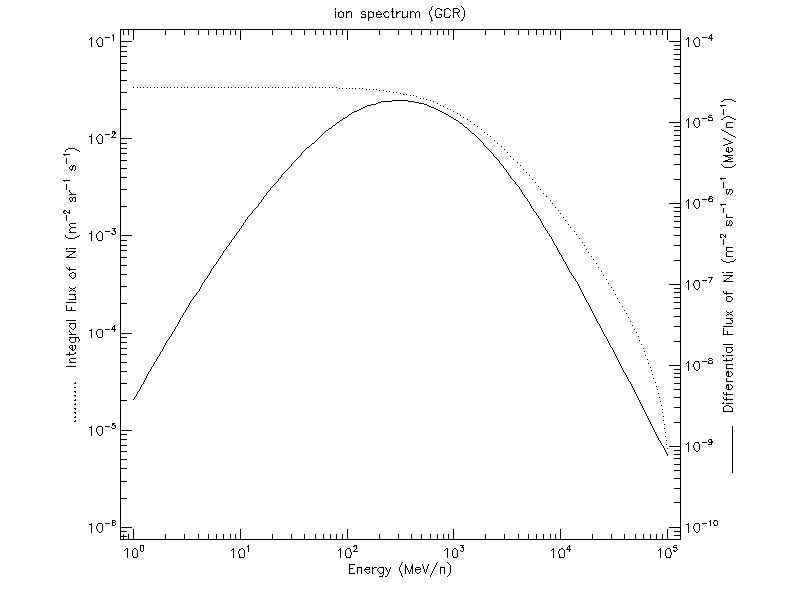 ion spectrum (GCR)
10⁻¹
10⁻²
10⁻³
10⁻⁴
10⁻⁵
10⁻⁶
Integral Flux of Ni (m⁻² sr⁻¹ s⁻¹)
10⁻⁴
10⁻⁵
10⁻⁶
10⁻⁷
10⁻⁸
10⁻⁹
10⁻¹⁰
Differential Flux of Ni (m⁻² sr⁻¹ s⁻¹ (MeV/n)⁻¹)
10⁰ 10¹ 10² 10³ 10⁴ 10⁵
Energy (MeV/n)